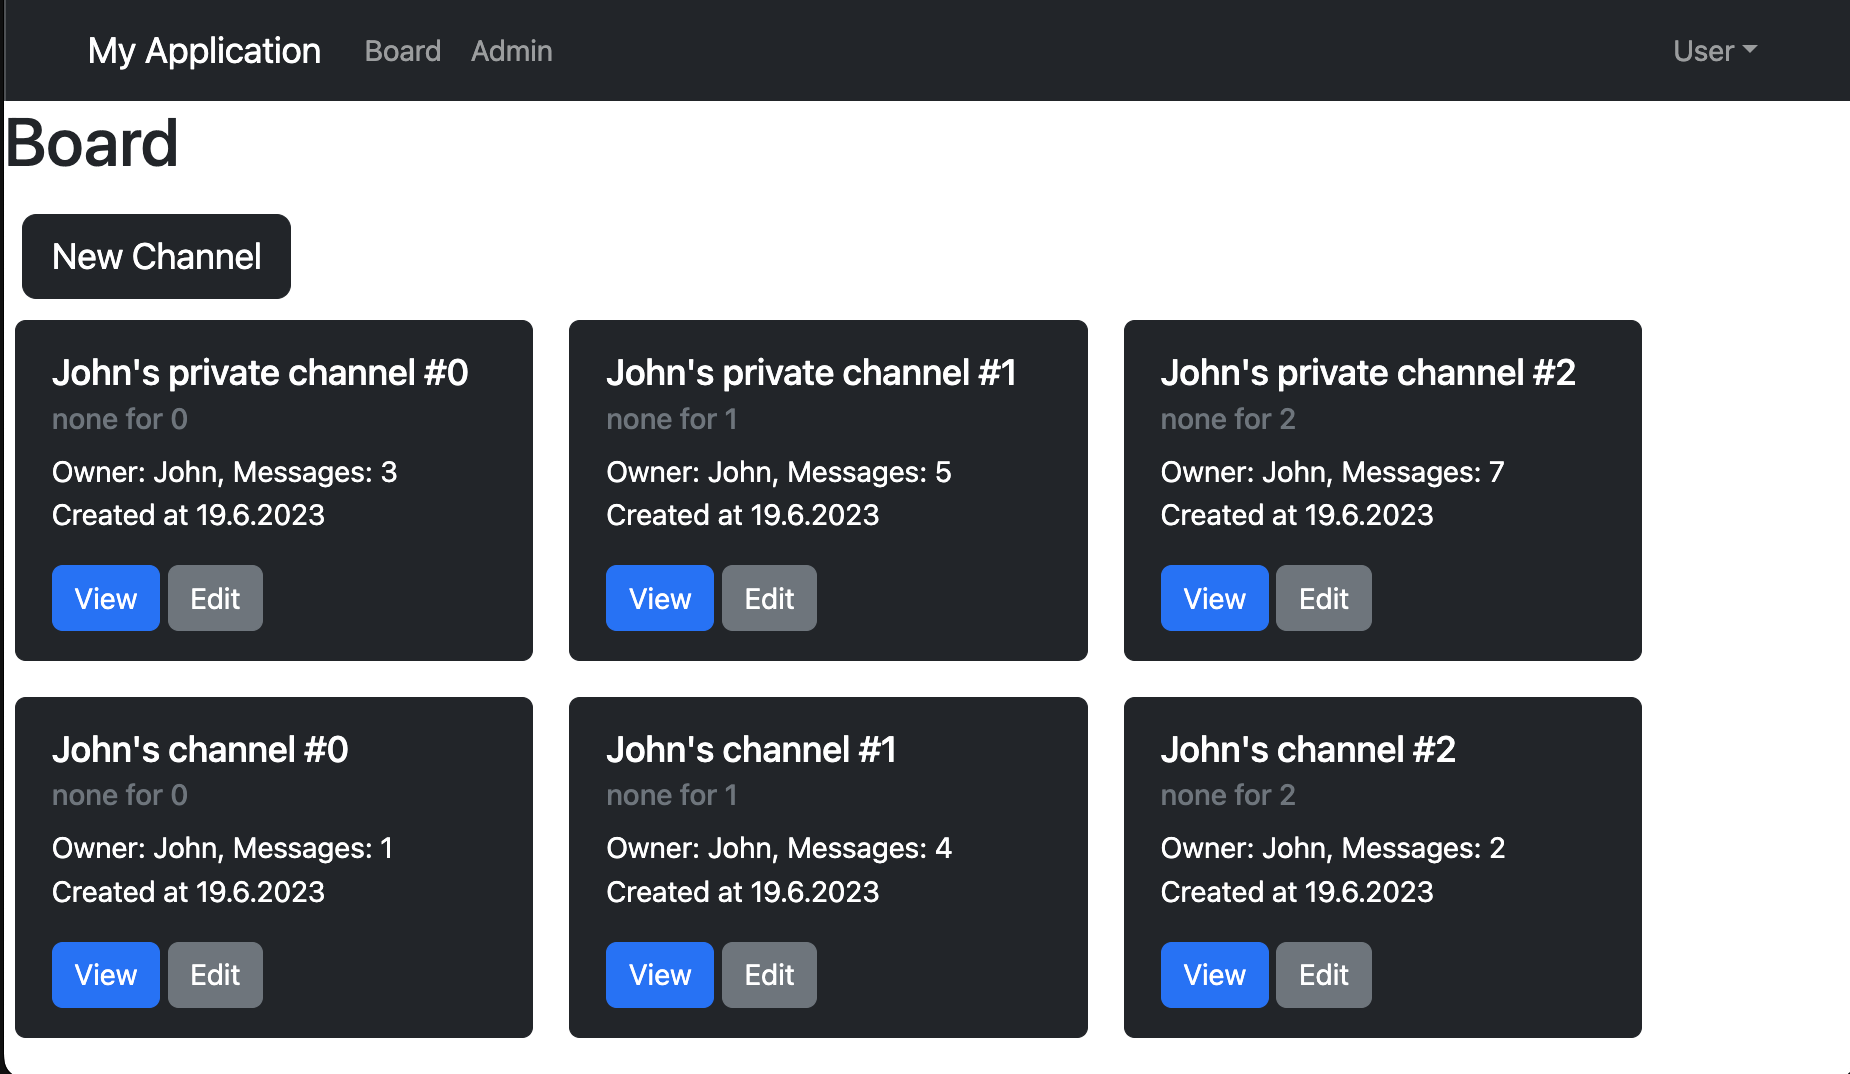 My Application Board Admin User
Board
New Channel
John's private channel #0
none for 0
Owner: John, Messages: 3
Created at 19.6.2023
View Edit
John's private channel #1
none for 1
Owner: John, Messages: 5
Created at 19.6.2023
View Edit
John's private channel #2
none for 2
Owner: John, Messages: 7
Created at 19.6.2023
View Edit
John's channel #0
none for 0
Owner: John, Messages: 1
Created at 19.6.2023
View Edit
John's channel #1
none for 1
Owner: John, Messages: 4
Created at 19.6.2023
View Edit
John's channel #2
none for 2
Owner: John, Messages: 2
Created at 19.6.2023
View Edit